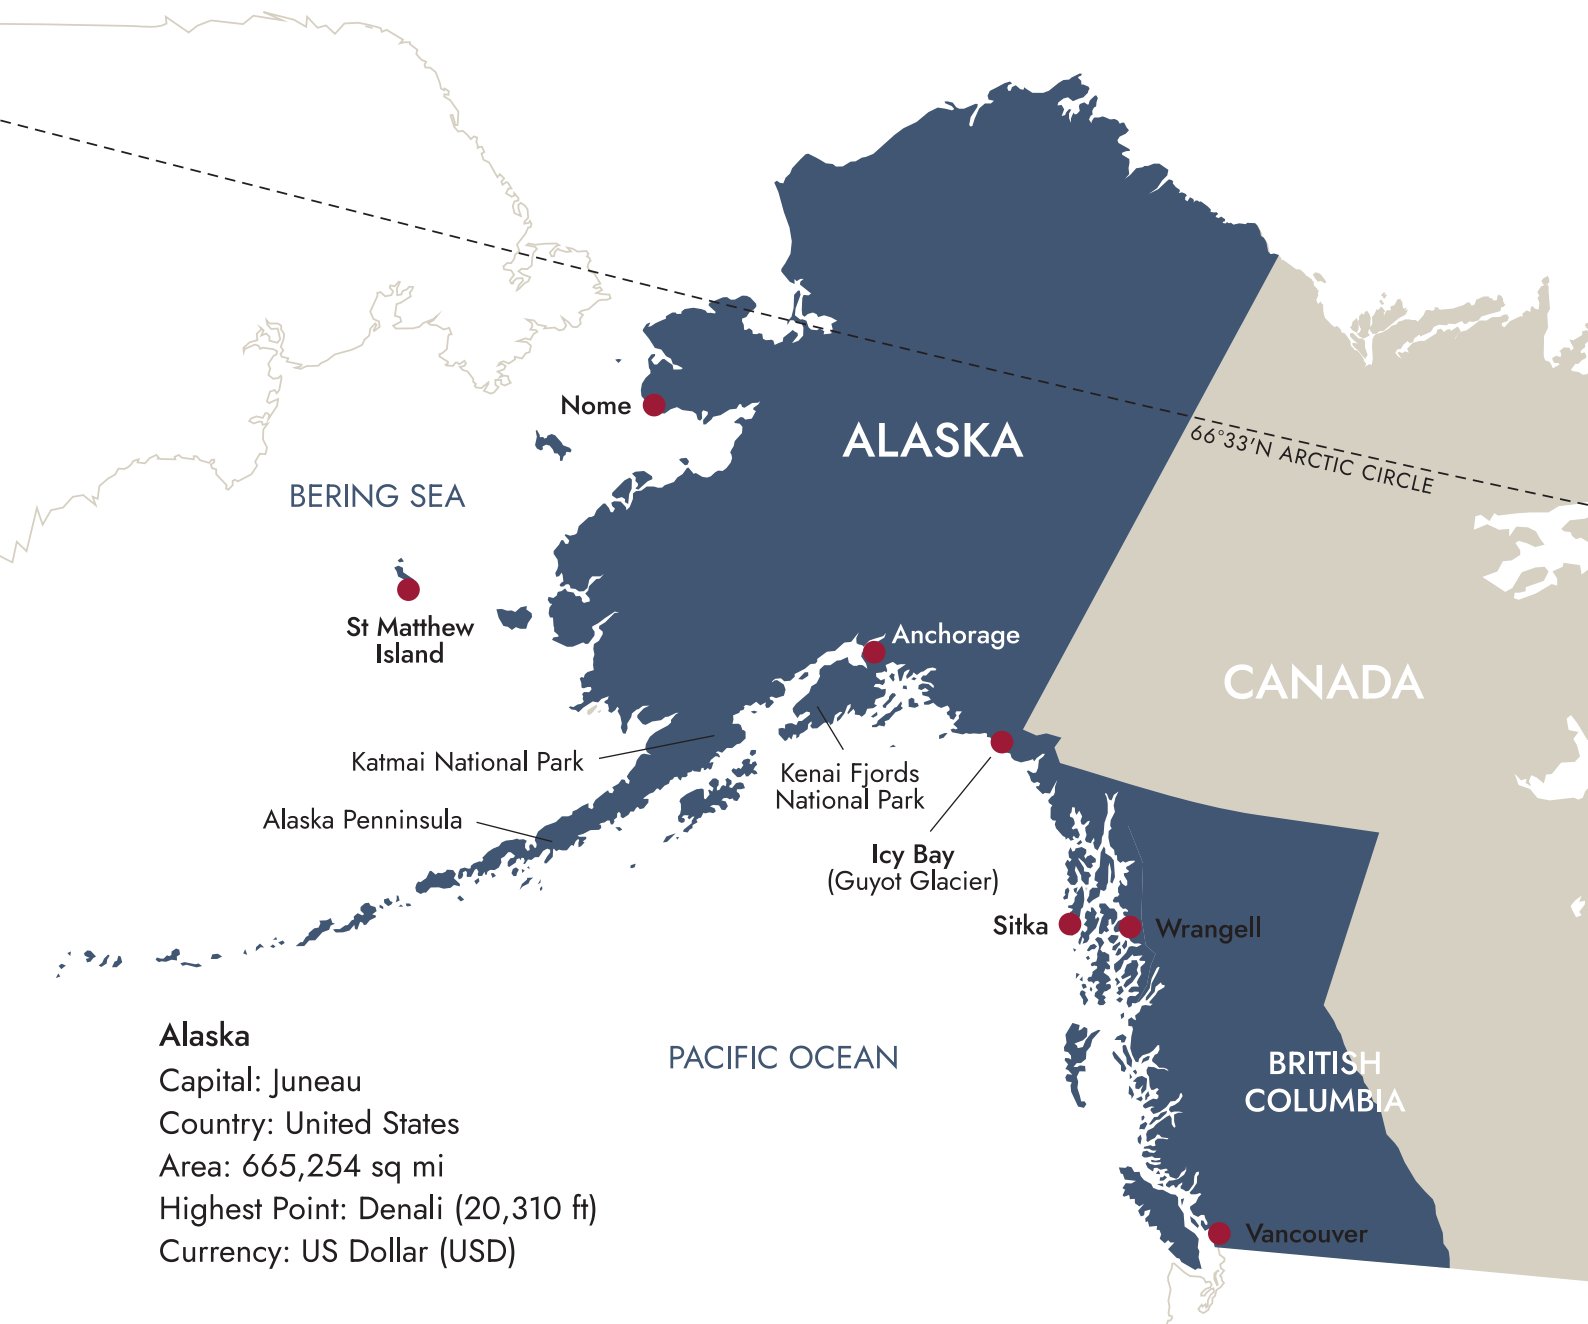 ALASKA
Nome
66°33'N ARCTIC CIRCLE
BERING SEA
St Matthew
Island
Anchorage
CANADA
Katmai National Park
Kenai Fjords
National Park
Alaska Penninsula
Icy Bay
(Guyot Glacier)
Sitka
Wrangell
PACIFIC OCEAN
BRITISH
COLUMBIA
Vancouver
Alaska
Capital: Juneau
Country: United States
Area: 665,254 sq mi
Highest Point: Denali (20,310 ft)
Currency: US Dollar (USD)